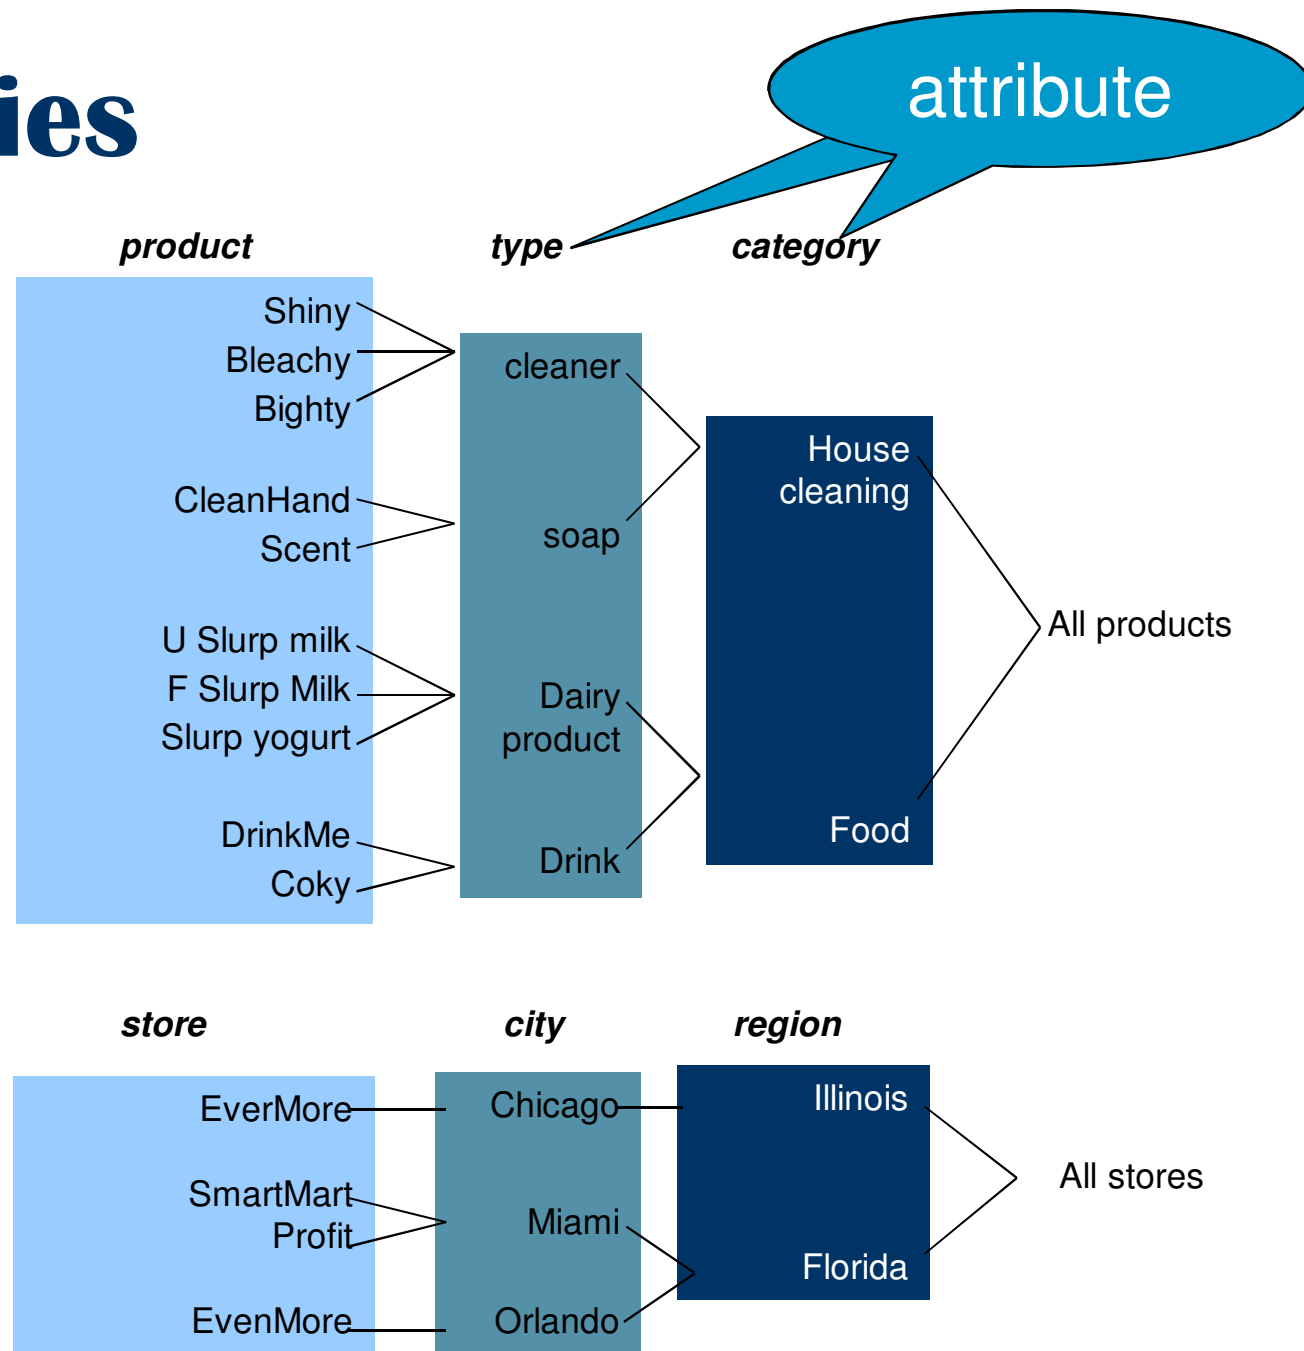 attribute
ies
product type category
Shiny
Bleachy
Bighty
cleaner
House
cleaning
CleanHand
Scent
soap
All products
U Slurp milk
F Slurp Milk
Slurp yogurt
Dairy
product
DrinkMe
Coky
Drink
Food
store city region
EverMore
Chicago
Illinois
SmartMart
Profit
Miami
All stores
Florida
EvenMore
Orlando